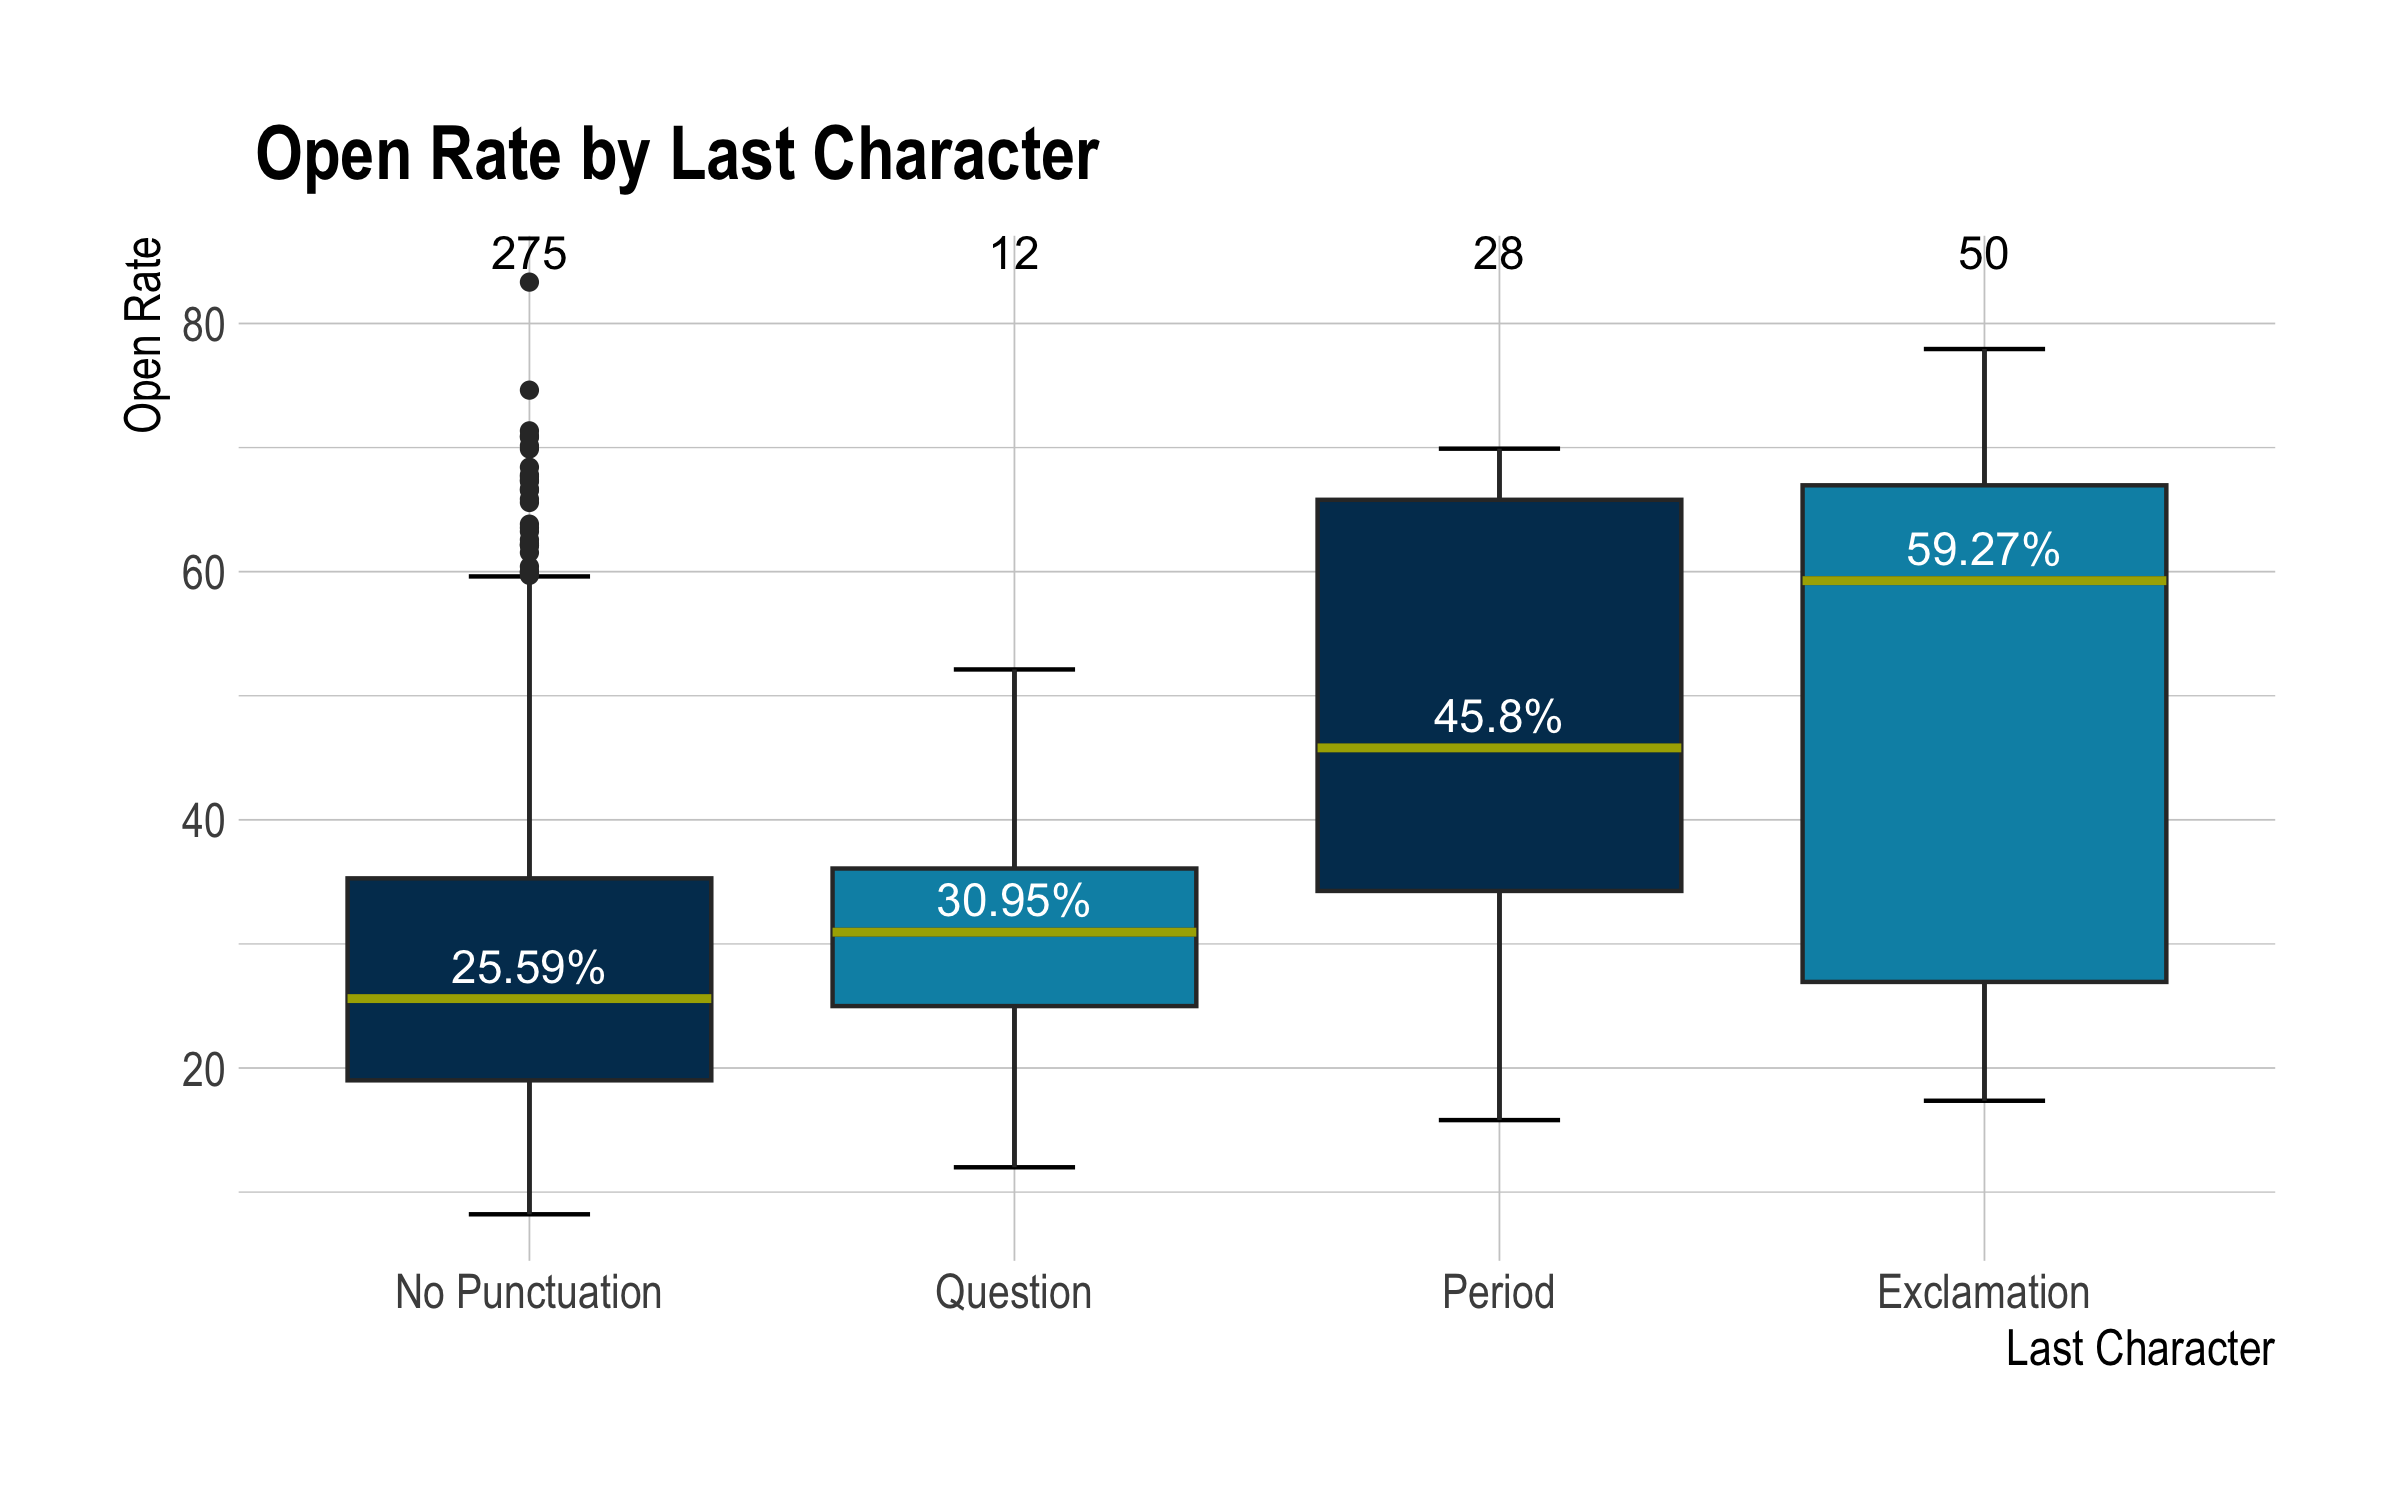 Open Rate by Last Character
275 12 28 50
Open Rate
80
60
40
20
59.27%
45.8%
30.95%
25.59%
No Punctuation Question Period Exclamation
Last Character